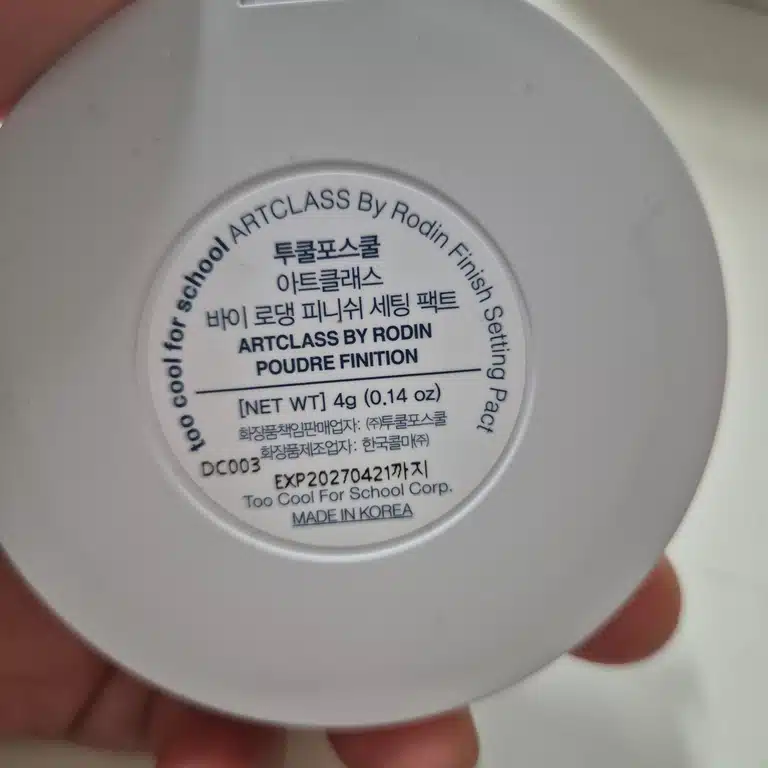 too cool for school ARTCLASS By Rodin Finish Setting Pact
투쿨포스쿨
아트클래스
바이 로댕 피니쉬 세팅 팩트
ARTCLASS BY RODIN
POUDRE FINITION
[NET WT] 4g (0.14 oz)
화장품책임판매업자: ㈜투쿨포스쿨
화장품제조업자: 한국콜마㈜
DC003
EXP20270421까지
Too Cool For School Corp.
MADE IN KOREA